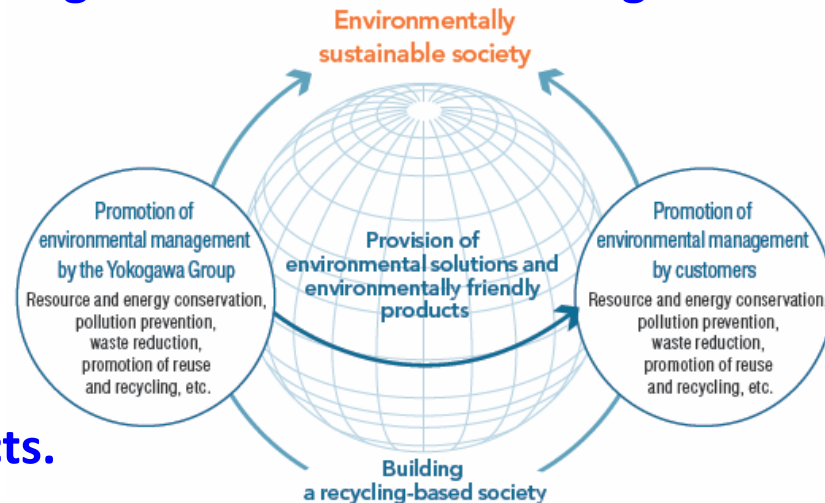 Environmentally
sustainable society
Promotion of
environmental management
by the Yokogawa Group
Resource and energy conservation,
pollution prevention,
waste reduction,
promotion of reuse
and recycling, etc.
Provision of
environmental solutions and
environmentally friendly
products
Promotion of
environmental management
by customers
Resource and energy conservation
pollution prevention,
waste reduction,
promotion of reuse
and recycling, etc.
cts.
Building
a recycling-based society